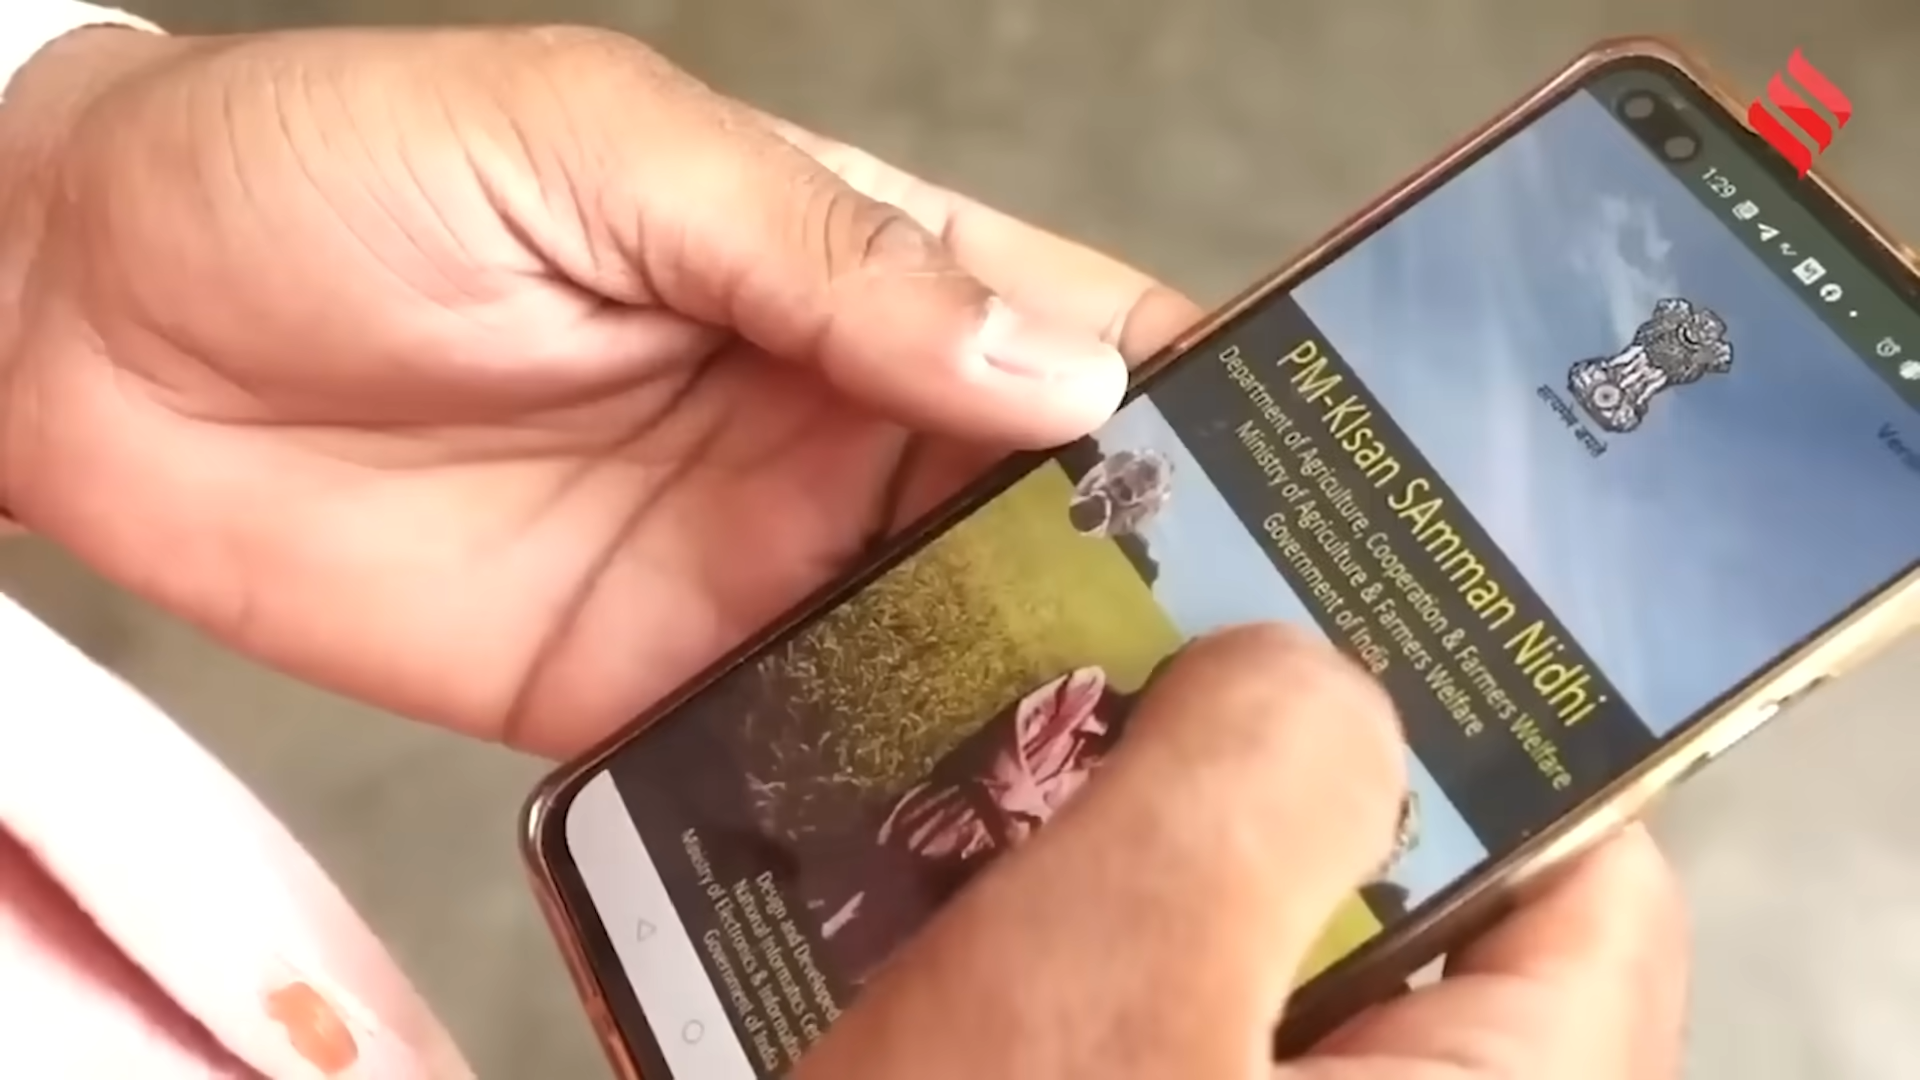 1:29
PM-KIsan SAmman Nidhi
Department of Agriculture, Cooperation & Farmers Welfare
Ministry of Agriculture & Farmers Welfare
Government of India
Design and Developed
National Informatics
Ministry of Electronics & Informatio
Government of India